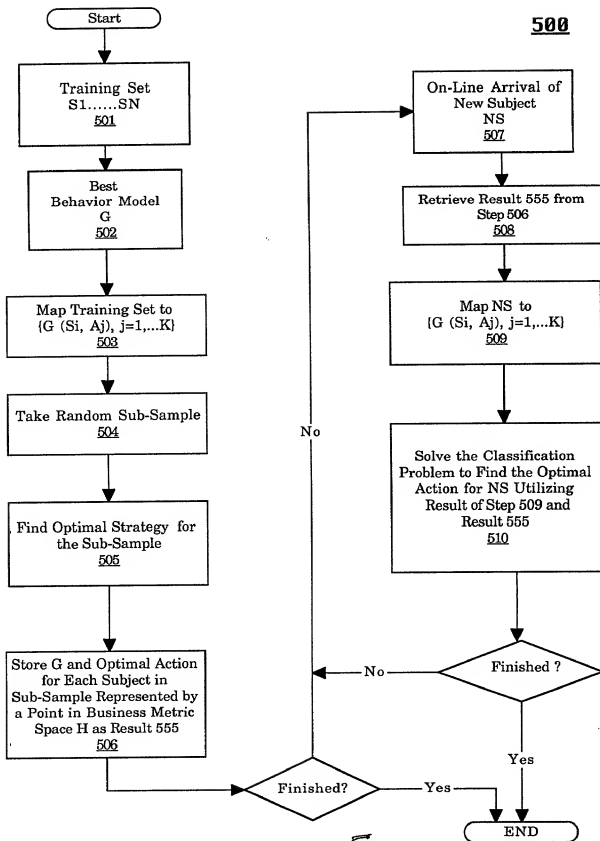 500
Start
Training Set
S1......SN
501
Best
Behavior Model
G
502
Map Training Set to
{G (Si, Aj), j=1,...K}
503
Take Random Sub-Sample
504
Find Optimal Strategy for
the Sub-Sample
505
Store G and Optimal Action
for Each Subject in
Sub-Sample Represented by
a Point in Business Metric
Space H as Result 555
506
Finished?
Yes
No
On-Line Arrival of
New Subject
NS
507
Retrieve Result 555 from
Step 506
508
Map NS to
{G (Si, Aj), j=1,...K}
509
Solve the Classification
Problem to Find the Optimal
Action for NS Utilizing
Result of Step 509 and
Result 555
510
Finished ?
No
Yes
END